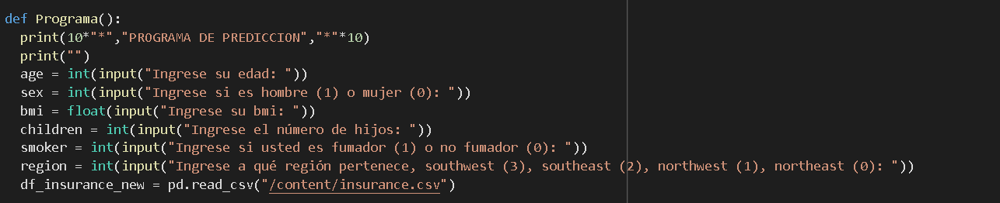 def Programa():
  print(10*"*","PROGRAMA DE PREDICCION","*"*10)
  print("")
  age = int(input("Ingrese su edad: "))
  sex = int(input("Ingrese si es hombre (1) o mujer (0): "))
  bmi = float(input("Ingrese su bmi: "))
  children = int(input("Ingrese el número de hijos: "))
  smoker = int(input("Ingrese si usted es fumador (1) o no fumador (0): "))
  region = int(input("Ingrese a qué región pertenece, southwest (3), southeast (2), northwest (1), northeast (0): "))
  df_insurance_new = pd.read_csv("/content/insurance.csv")